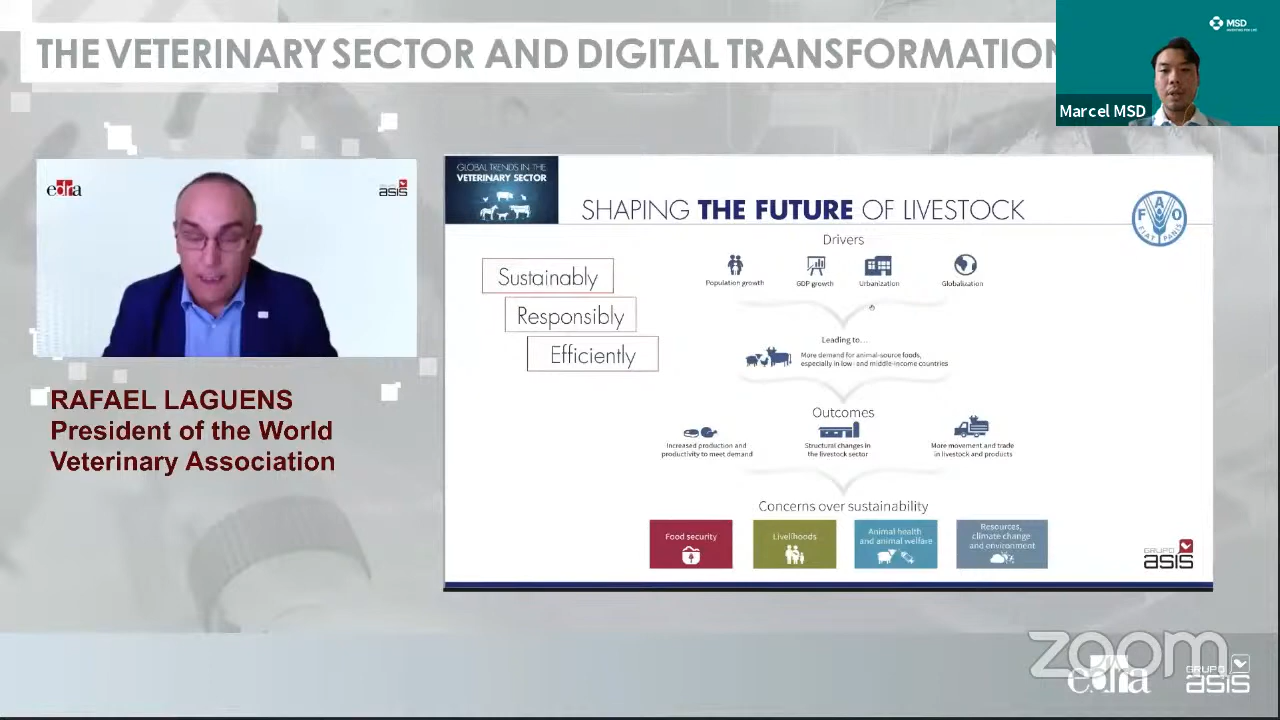 THE VETERINARY SECTOR AND DIGITAL TRANSFORMATION
MSD
Marcel MSD
edra
GRUPO
asis
RAFAEL LAGUENS
President of the World
Veterinary Association
GLOBAL TRENDS IN THE
VETERINARY SECTOR
SHAPING THE FUTURE OF LIVESTOCK
F A O
FIAT PANIS
Sustainably
Responsibly
Efficiently
Drivers
Population growth
GDP growth
Urbanization
Globalization
Leading to...
More demand for animal-source foods,
especially in low- and middle-income countries
Outcomes
Increased production and
productivity to meet demand
Structural changes in
the livestock sector
More movement and trade
in livestock and products
Concerns over sustainability
Food security
Livelihoods
Animal health
and animal welfare
Resources,
climate change
and environment
GRUPO
asis
zoom
edra
GRUPO
asis